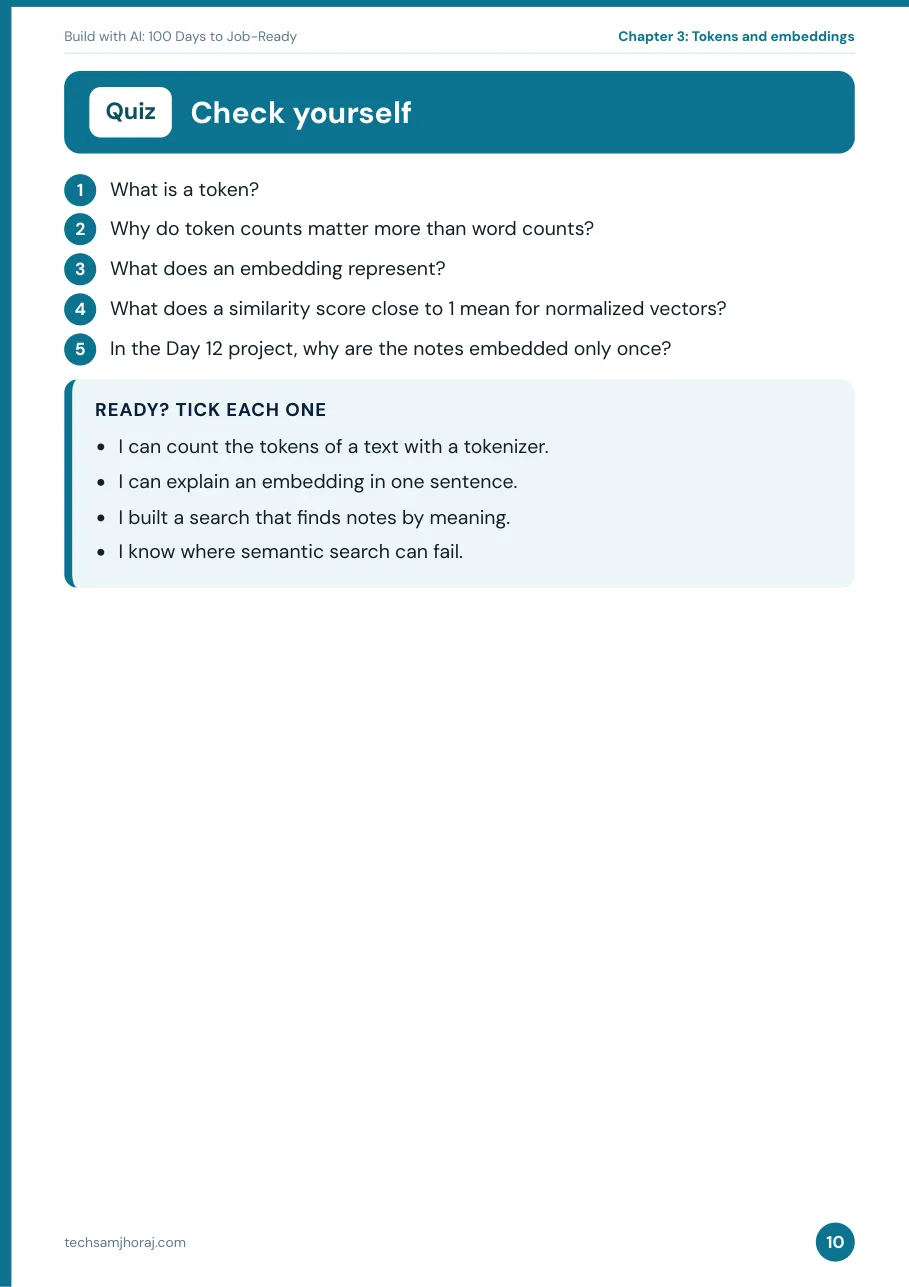 Build with AI: 100 Days to Job-Ready
Chapter 3: Tokens and embeddings
Quiz
Check yourself
1 What is a token?
2 Why do token counts matter more than word counts?
3 What does an embedding represent?
4 What does a similarity score close to 1 mean for normalized vectors?
5 In the Day 12 project, why are the notes embedded only once?
READY? TICK EACH ONE
• I can count the tokens of a text with a tokenizer.
• I can explain an embedding in one sentence.
• I built a search that finds notes by meaning.
• I know where semantic search can fail.
techsamjhoraj.com
10